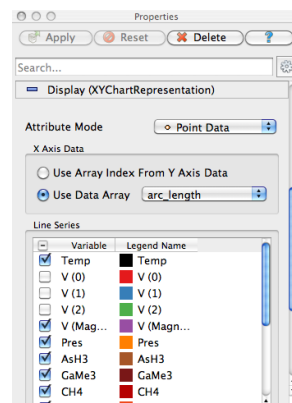 Properties
Apply Reset Delete ?
Search...
Display (XYChartRepresentation)
Attribute Mode Point Data
X Axis Data
Use Array Index From Y Axis Data
Use Data Array arc_length
Line Series
Variable Legend Name
Temp Temp
V (0) V (0)
V (1) V (1)
V (2) V (2)
V (Mag... V (Magn...
Pres Pres
AsH3 AsH3
GaMe3 GaMe3
CH4 CH4